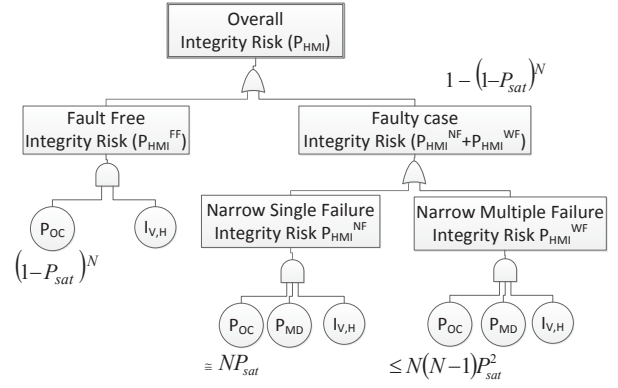 Overall
Integrity Risk (P_HMI)
1 − (1−P_sat)^N
Fault Free
Integrity Risk (P_HMI^FF)
Faulty case
Integrity Risk (P_HMI^NF+P_HMI^WF)
P_OC
I_V,H
(1−P_sat)^N
Narrow Single Failure
Integrity Risk P_HMI^NF
Narrow Multiple Failure
Integrity Risk P_HMI^WF
P_OC
P_MD
I_V,H
P_OC
P_MD
I_V,H
≅ NP_sat
≤ N(N−1)P_sat^2